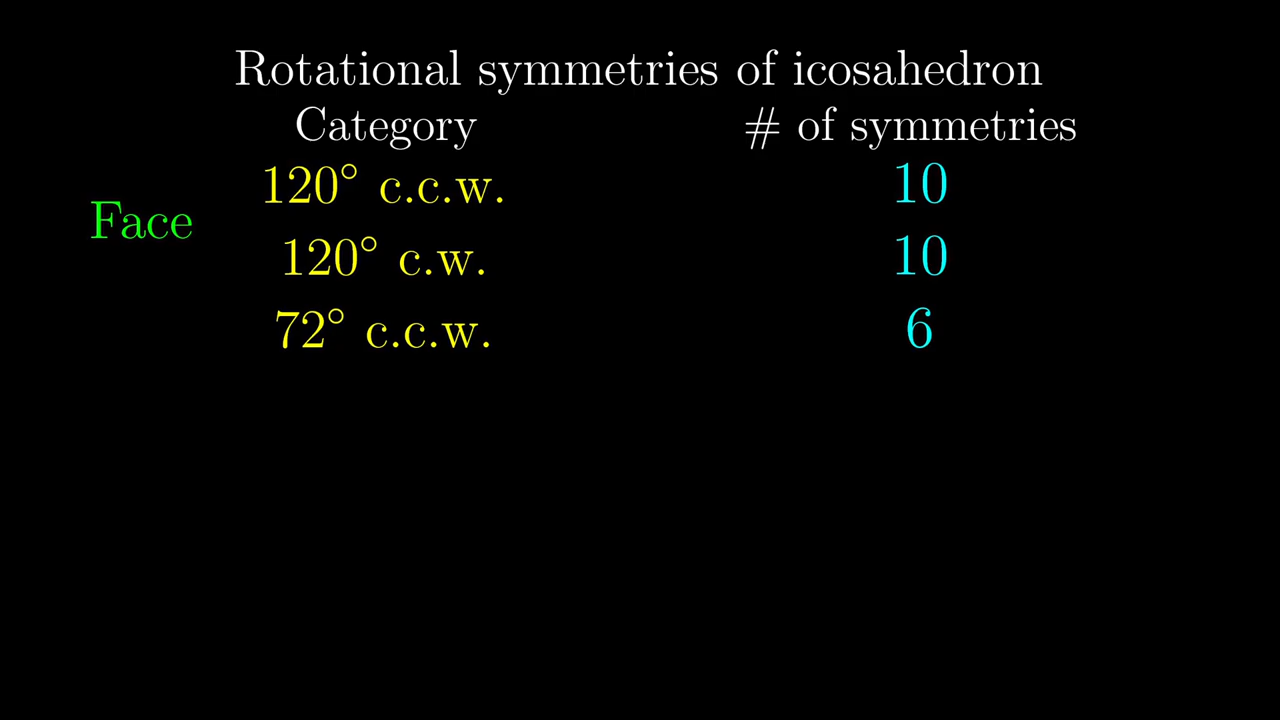 Rotational symmetries of icosahedron
Category # of symmetries
120° c.c.w. 10
Face
120° c.w. 10
72° c.c.w. 6